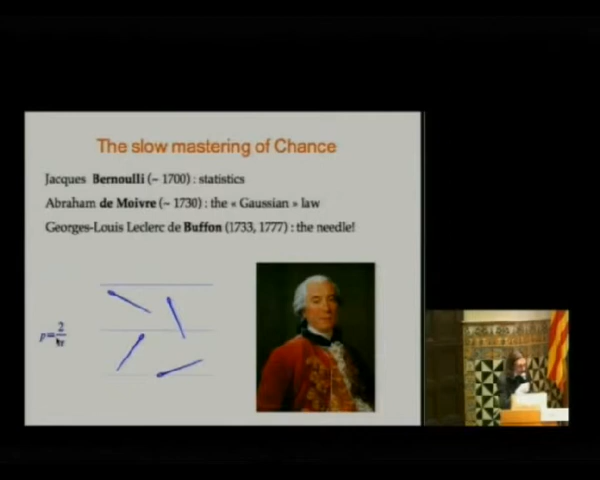 The slow mastering of Chance
Jacques Bernoulli (~ 1700) : statistics
Abraham de Moivre (~ 1730) : the « Gaussian » law
Georges-Louis Leclerc de Buffon (1733, 1777) : the needle!
p=2/π